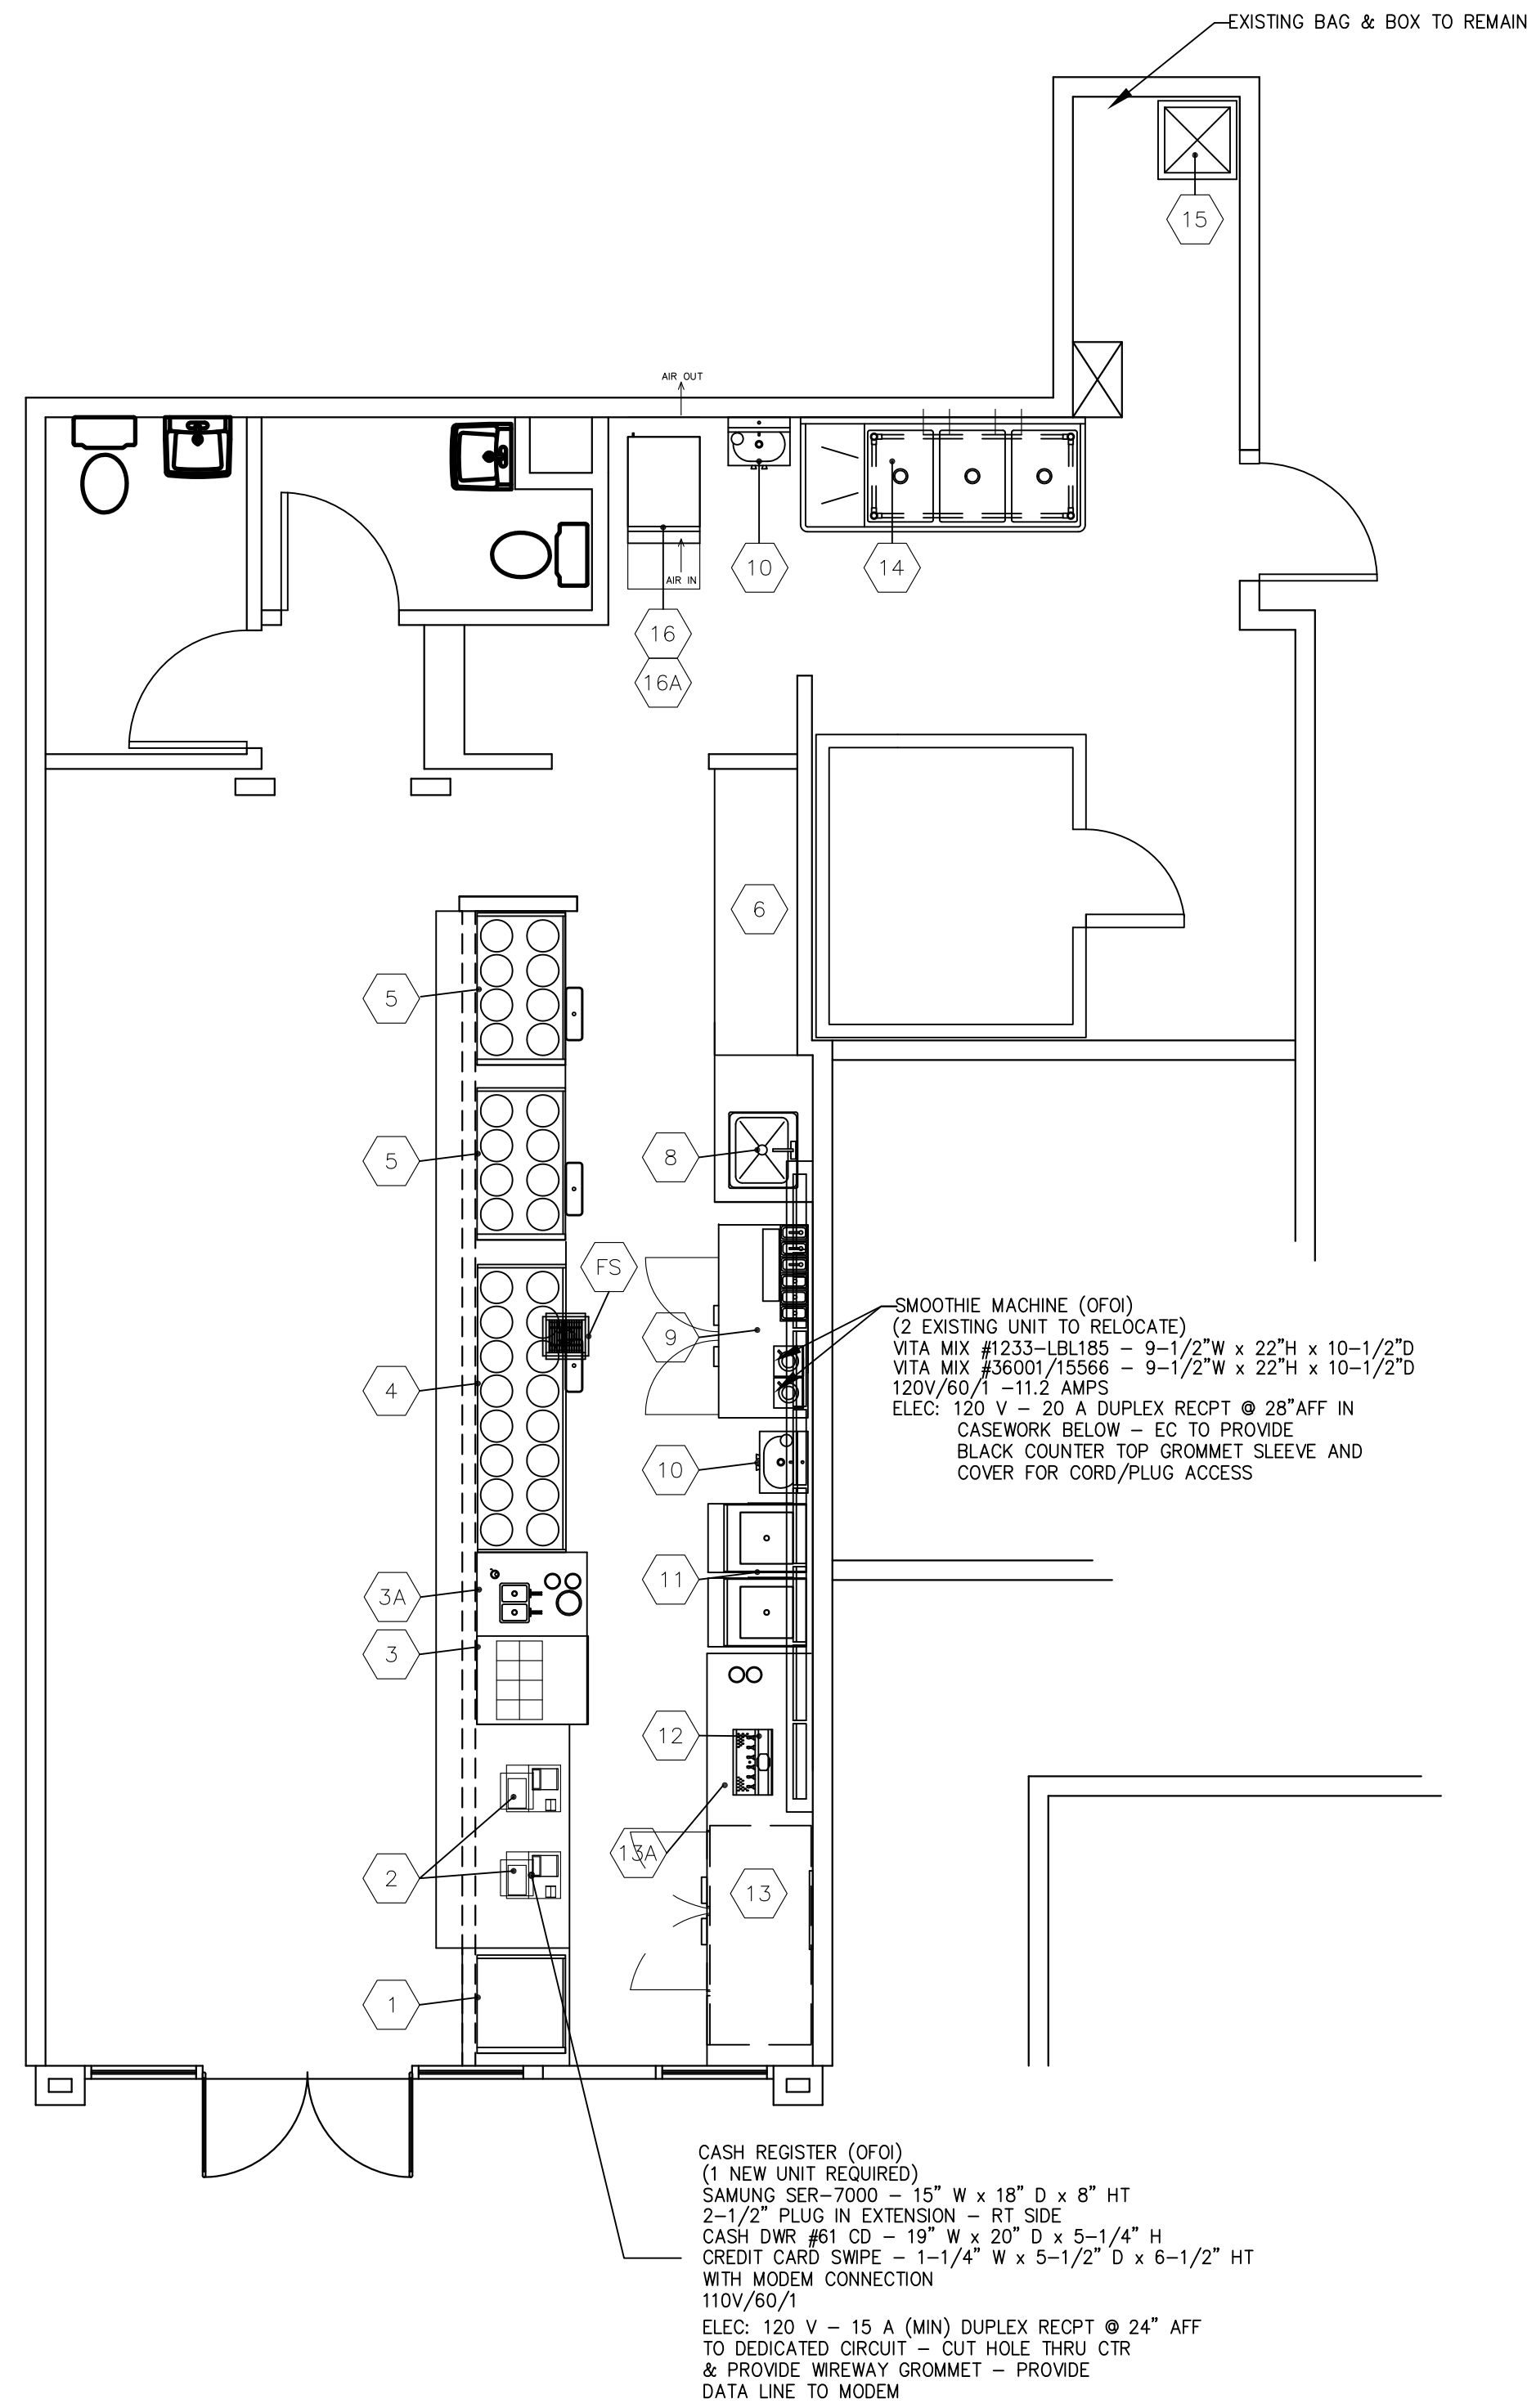 EXISTING BAG & BOX TO REMAIN
15
AIR OUT
10
14
AIR IN
16
16A
6
5
5
8
FS
9
4
SMOOTHIE MACHINE (OFOI)
(2 EXISTING UNIT TO RELOCATE)
VITA MIX #1233-LBL185 - 9-1/2"W x 22"H x 10-1/2"D
VITA MIX #36001/15566 - 9-1/2"W x 22"H x 10-1/2"D
120V/60/1 -11.2 AMPS
ELEC: 120 V - 20 A DUPLEX RECPT @ 28"AFF IN
CASEWORK BELOW - EC TO PROVIDE
BLACK COUNTER TOP GROMMET SLEEVE AND
COVER FOR CORD/PLUG ACCESS
10
11
3A
3
12
13A
2
13
1
CASH REGISTER (OFOI)
(1 NEW UNIT REQUIRED)
SAMUNG SER-7000 - 15" W x 18" D x 8" HT
2-1/2" PLUG IN EXTENSION - RT SIDE
CASH DWR #61 CD - 19" W x 20" D x 5-1/4" H
CREDIT CARD SWIPE - 1-1/4" W x 5-1/2" D x 6-1/2" HT
WITH MODEM CONNECTION
110V/60/1
ELEC: 120 V - 15 A (MIN) DUPLEX RECPT @ 24" AFF
TO DEDICATED CIRCUIT - CUT HOLE THRU CTR
& PROVIDE WIREWAY GROMMET - PROVIDE
DATA LINE TO MODEM